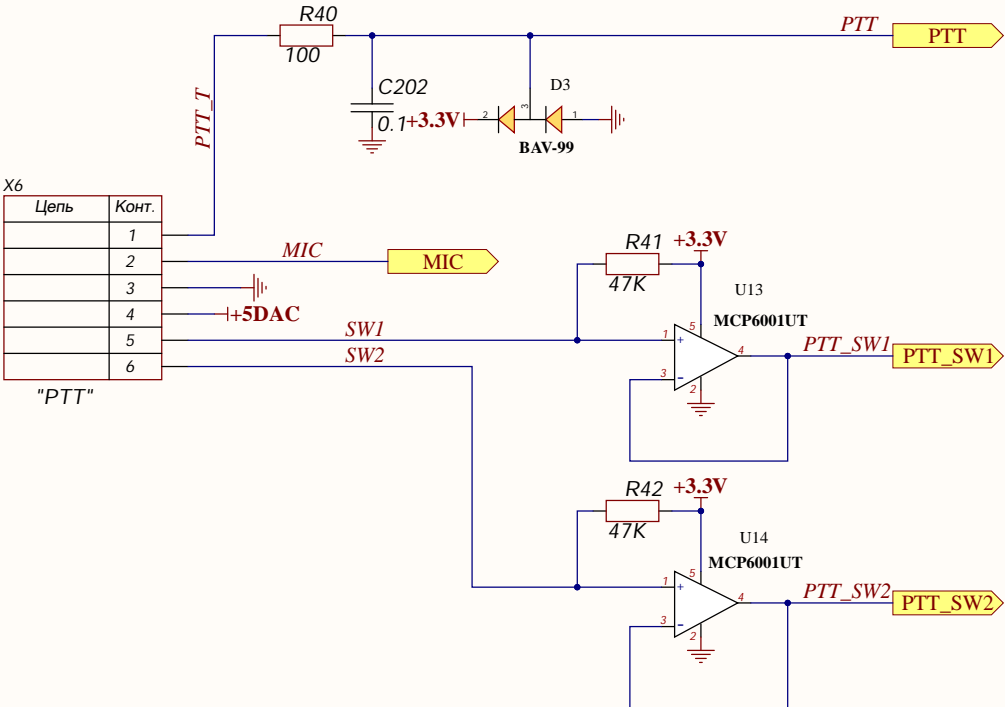 R40
100
PTT
PTT
PTT_T
C202
0.1
+3.3V
2
3
1
D3
BAV-99
X6
Цепь Конт.
1
2
3
4
5
6
"PTT"
MIC
MIC
+5DAC
SW1
SW2
R41
47K
+3.3V
U13
MCP6001UT
1
+
5
4
3
-
2
PTT_SW1
PTT_SW1
R42
47K
+3.3V
U14
MCP6001UT
1
+
5
4
3
-
2
PTT_SW2
PTT_SW2